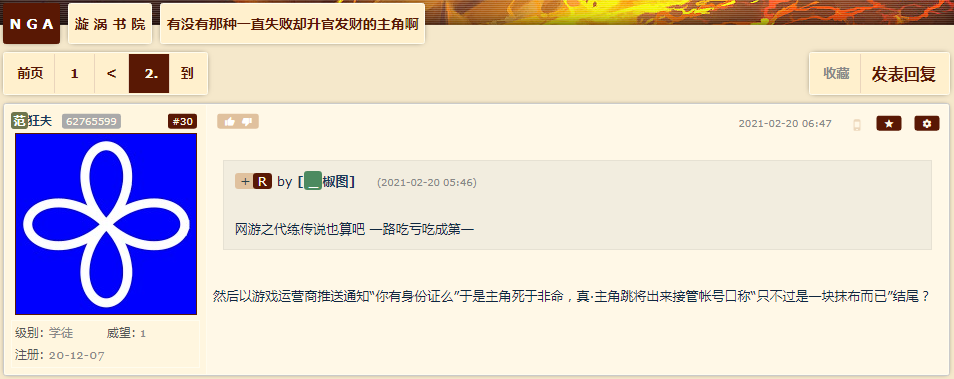 NGA 漩涡书院 有没有那种一直失败却升官发财的主角啊
前页 1 < 2. 到 收藏 发表回复
范狂夫 62765599 #30 2021-02-20 06:47
+ R by [_椒图] (2021-02-20 05:46)
网游之代练传说也算吧 一路吃亏吃成第一
然后以游戏运营商推送通知“你有身份证么”于是主角死于非命，真·主角跳将出来接管帐号口称“只不过是一块抹布而已”结尾？
级别: 学徒 威望: 1
注册: 20-12-07